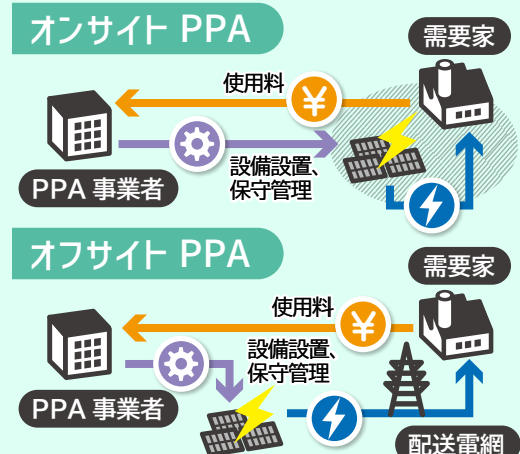 オンサイト PPA
需要家
使用料
¥
設備設置、
保守管理
PPA 事業者
オフサイト PPA
需要家
使用料
¥
設備設置、
保守管理
PPA 事業者
配送電網